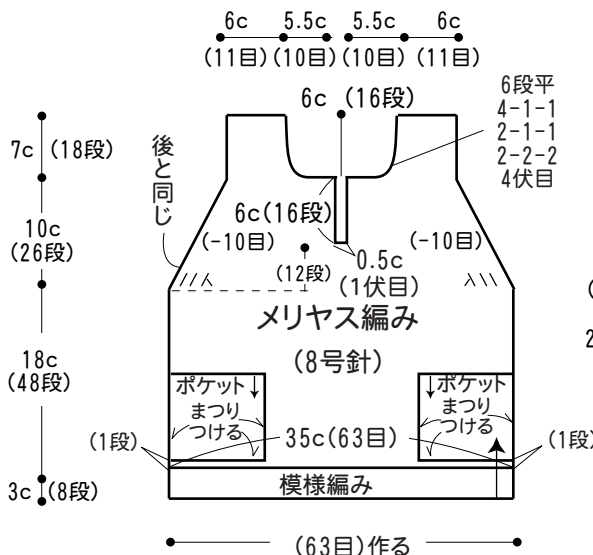 6c 5.5c 5.5c 6c
(11目)(10目) (10目)(11目)
6c (16段)
6段平
4-1-1
2-1-1
2-2-2
4伏目
7c (18段)
後と同じ
10c
(26段)
6c(16段)
(-10目) (-10目)
(12段)
0.5c
(1伏目)
メリヤス編み
(8号針)
18c
(48段)
ポケット
まつり
つける
ポケット
まつり
つける
(1段) 35c(63目) (1段)
3c (8段)
模様編み
(63目)作る
(
2